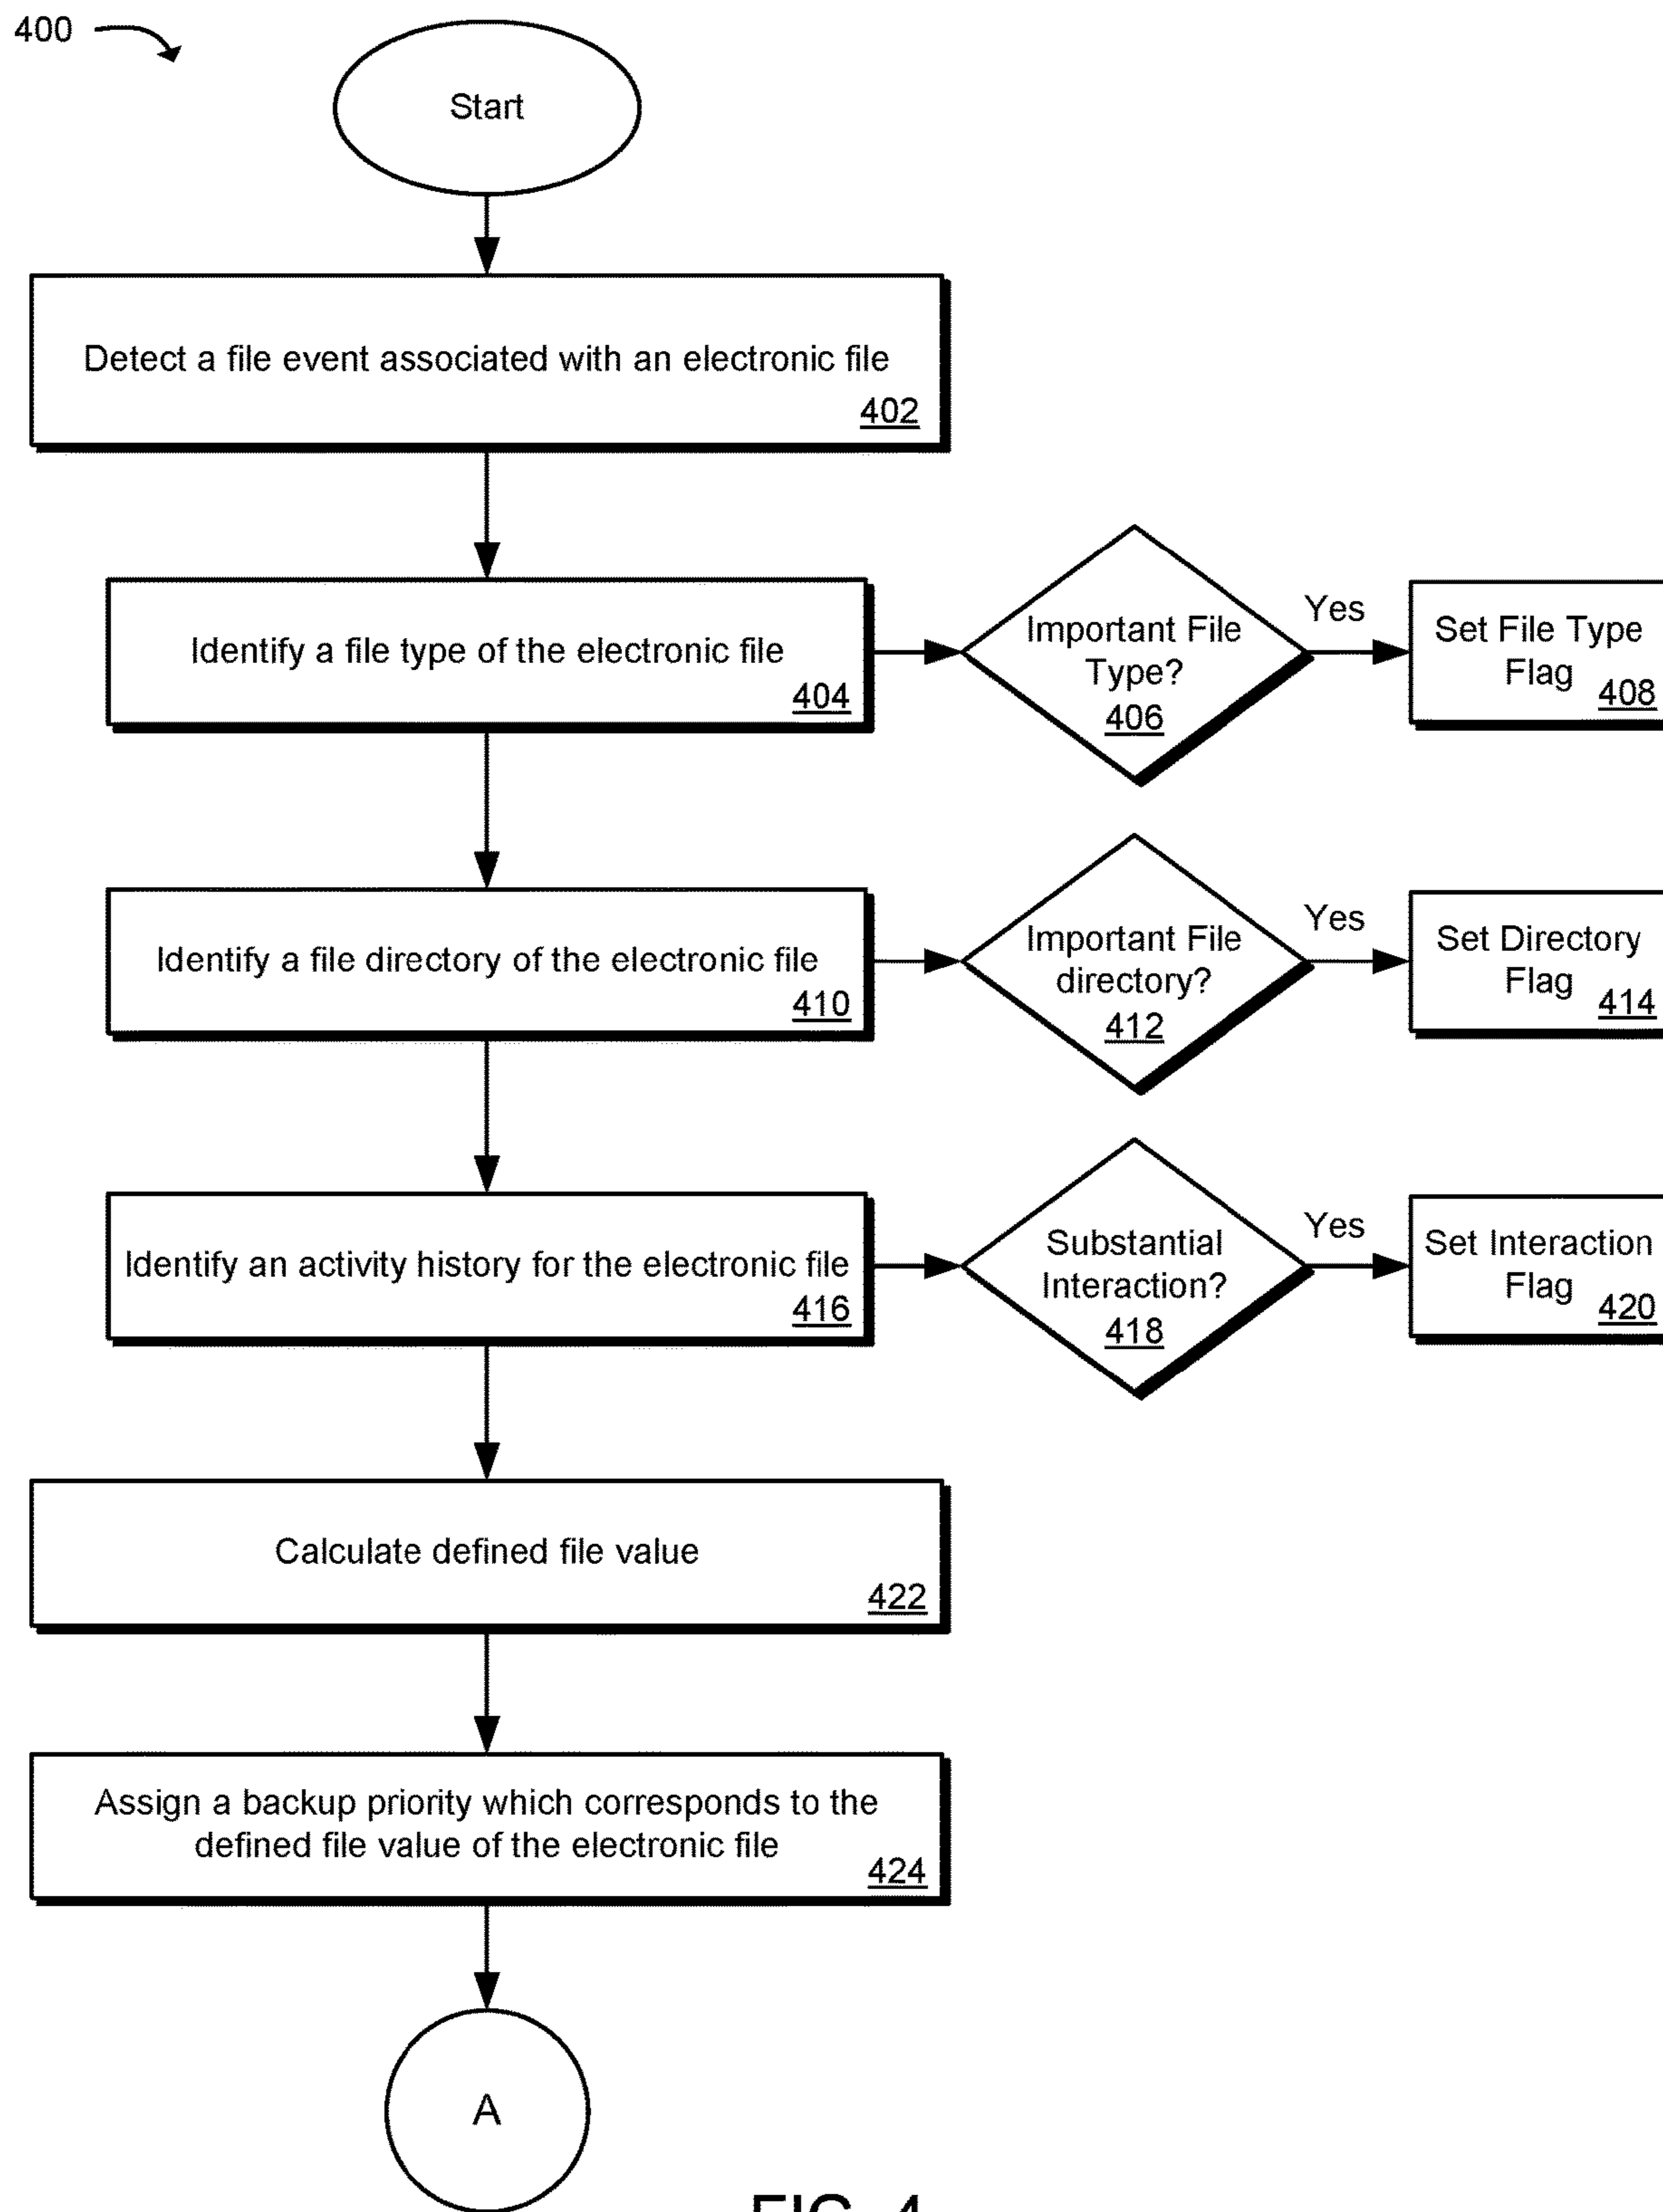 400
Start
Detect a file event associated with an electronic file
402
Identify a file type of the electronic file
404
Important File
Type?
406
Yes
Set File Type
Flag
408
Identify a file directory of the electronic file
410
Important File
directory?
412
Yes
Set Directory
Flag
414
Identify an activity history for the electronic file
416
Substantial
Interaction?
418
Yes
Set Interaction
Flag
420
Calculate defined file value
422
Assign a backup priority which corresponds to the
defined file value of the electronic file
424
A
FIG. 4